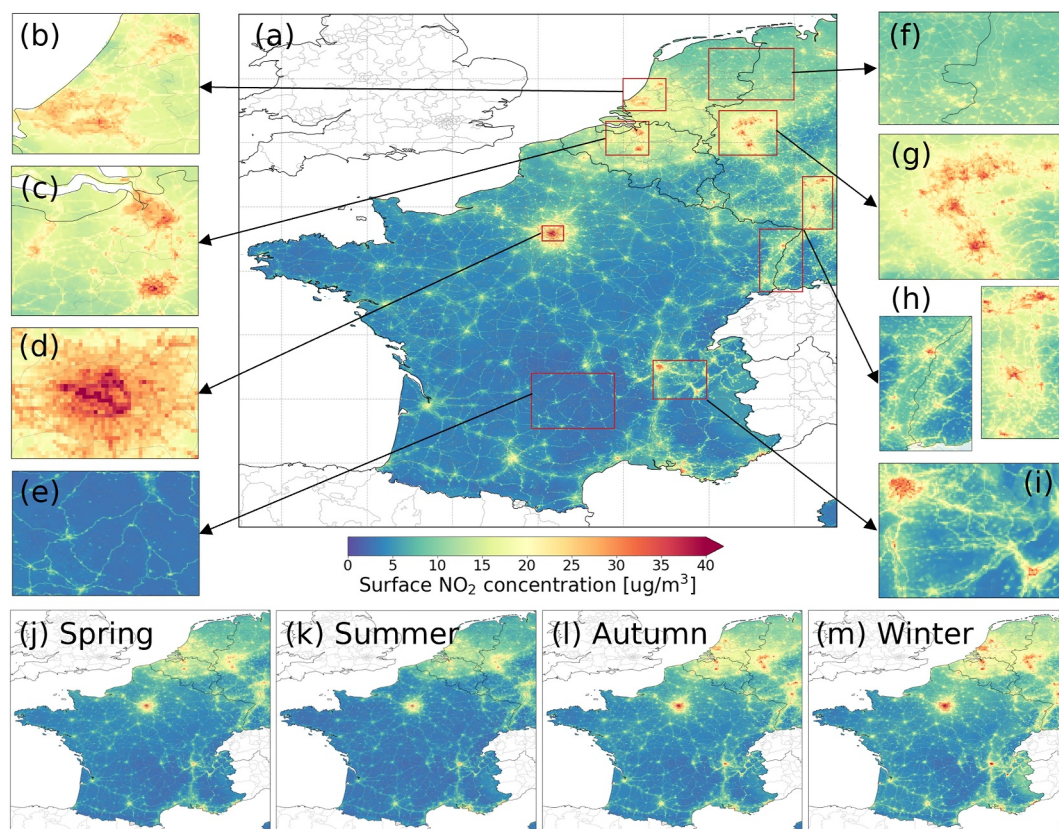 (b)
(a)
(f)
(c)
(g)
(d)
(h)
(e)
(i)
0 5 10 15 20 25 30 35 40
Surface NO₂ concentration [ug/m³]
(j) Spring
(k) Summer
(l) Autumn
(m) Winter